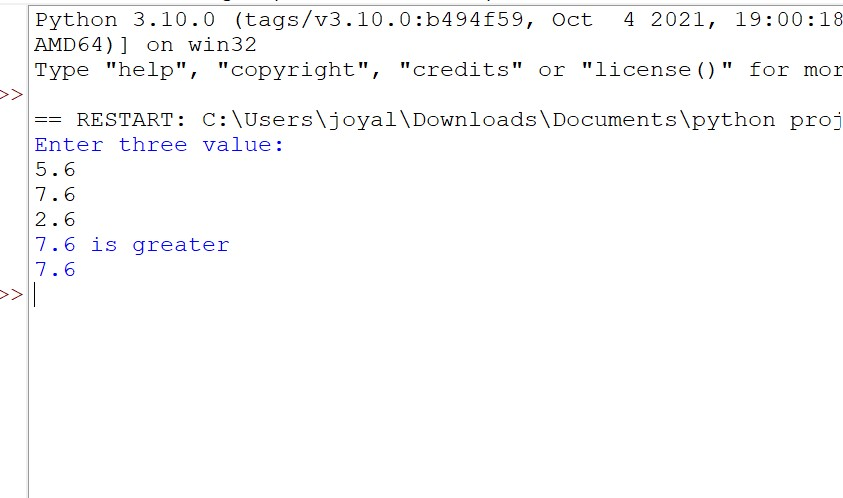 Python 3.10.0 (tags/v3.10.0:b494f59, Oct  4 2021, 19:00:18
AMD64)] on win32
Type "help", "copyright", "credits" or "license()" for mor
>>
== RESTART: C:\Users\joyal\Downloads\Documents\python proj
Enter three value:
5.6
7.6
2.6
7.6 is greater
7.6
>>